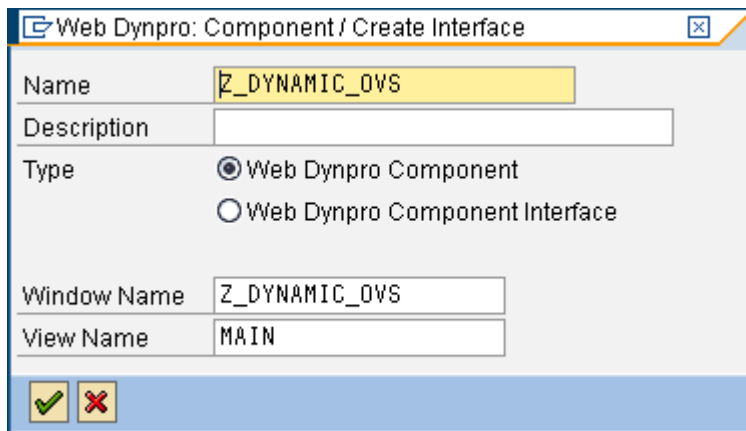 Web Dynpro: Component / Create Interface
Name Z_DYNAMIC_OVS
Description
Type Web Dynpro Component
Web Dynpro Component Interface
Window Name Z_DYNAMIC_OVS
View Name MAIN